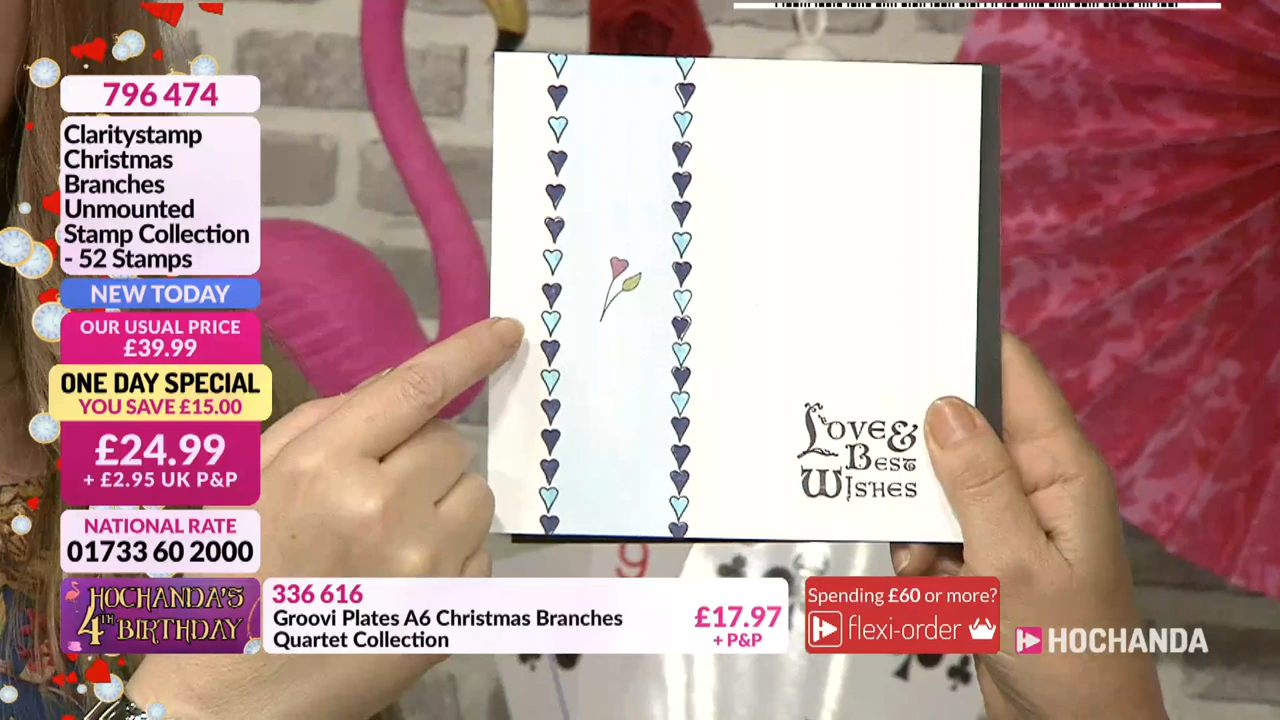 796 474
Claritystamp
Christmas
Branches
Unmounted
Stamp Collection
- 52 Stamps
NEW TODAY
OUR USUAL PRICE
£39.99
ONE DAY SPECIAL
YOU SAVE £15.00
£24.99
+ £2.95 UK P&P
NATIONAL RATE
01733 60 2000
HOCHANDA'S
4TH BIRTHDAY
336 616
Groovi Plates A6 Christmas Branches
Quartet Collection
£17.97
+ P&P
Spending £60 or more?
flexi-order
HOCHANDA
Love &
Best
Wishes
9